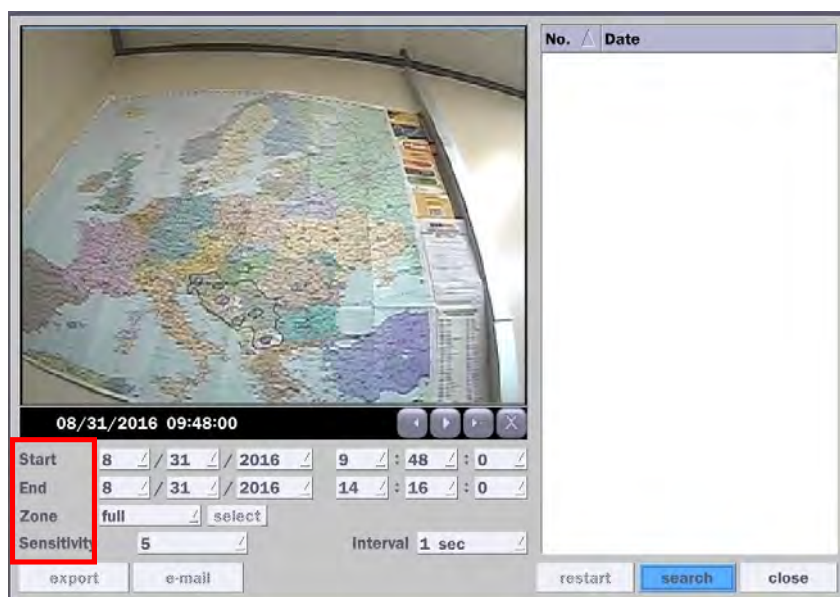 No. Date
08/31/2016 09:48:00
Start 8 / 31 / 2016 9 : 48 : 0
End 8 / 31 / 2016 14 : 16 : 0
Zone full select
Sensitivity 5 Interval 1 sec
export e-mail restart search close